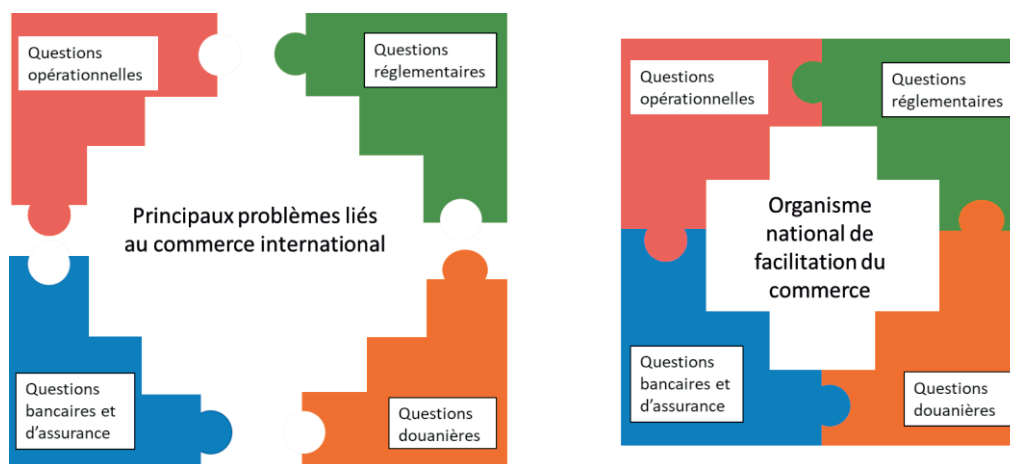 Questions
opérationnelles
Questions
réglementaires
Principaux problèmes liés
au commerce international
Questions
bancaires et
d'assurance
Questions
douanières
Questions
opérationnelles
Questions
réglementaires
Organisme
national de
facilitation du
commerce
Questions
bancaires et
d'assurance
Questions
douanières